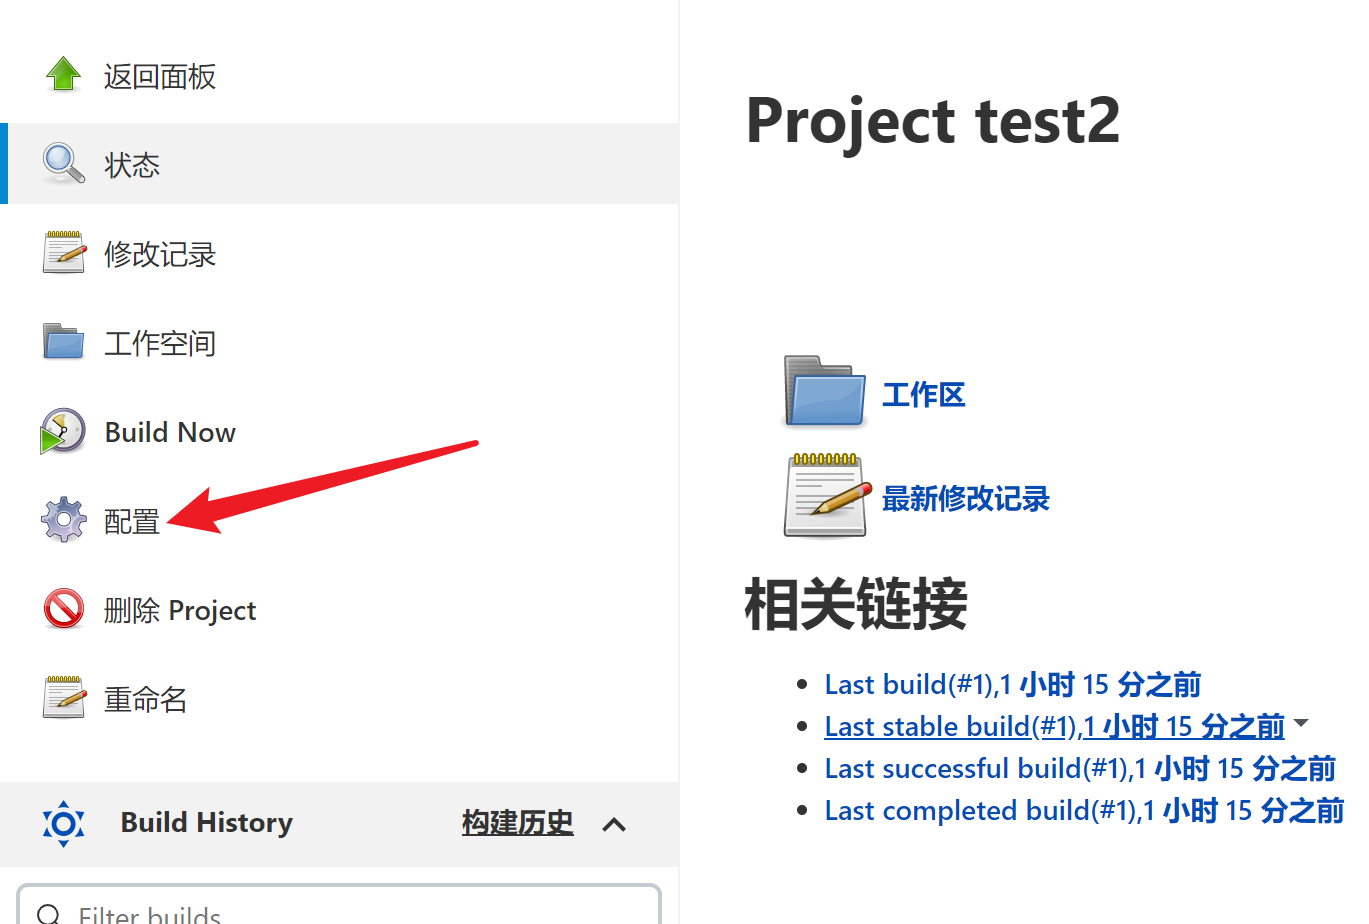 返回面板
状态
修改记录
工作空间
Build Now
配置
删除 Project
重命名
Build History 构建历史
Filter builds
Project test2
工作区
最新修改记录
相关链接
Last build(#1),1 小时 15 分之前
Last stable build(#1),1 小时 15 分之前
Last successful build(#1),1 小时 15 分之前
Last completed build(#1),1 小时 15 分之前